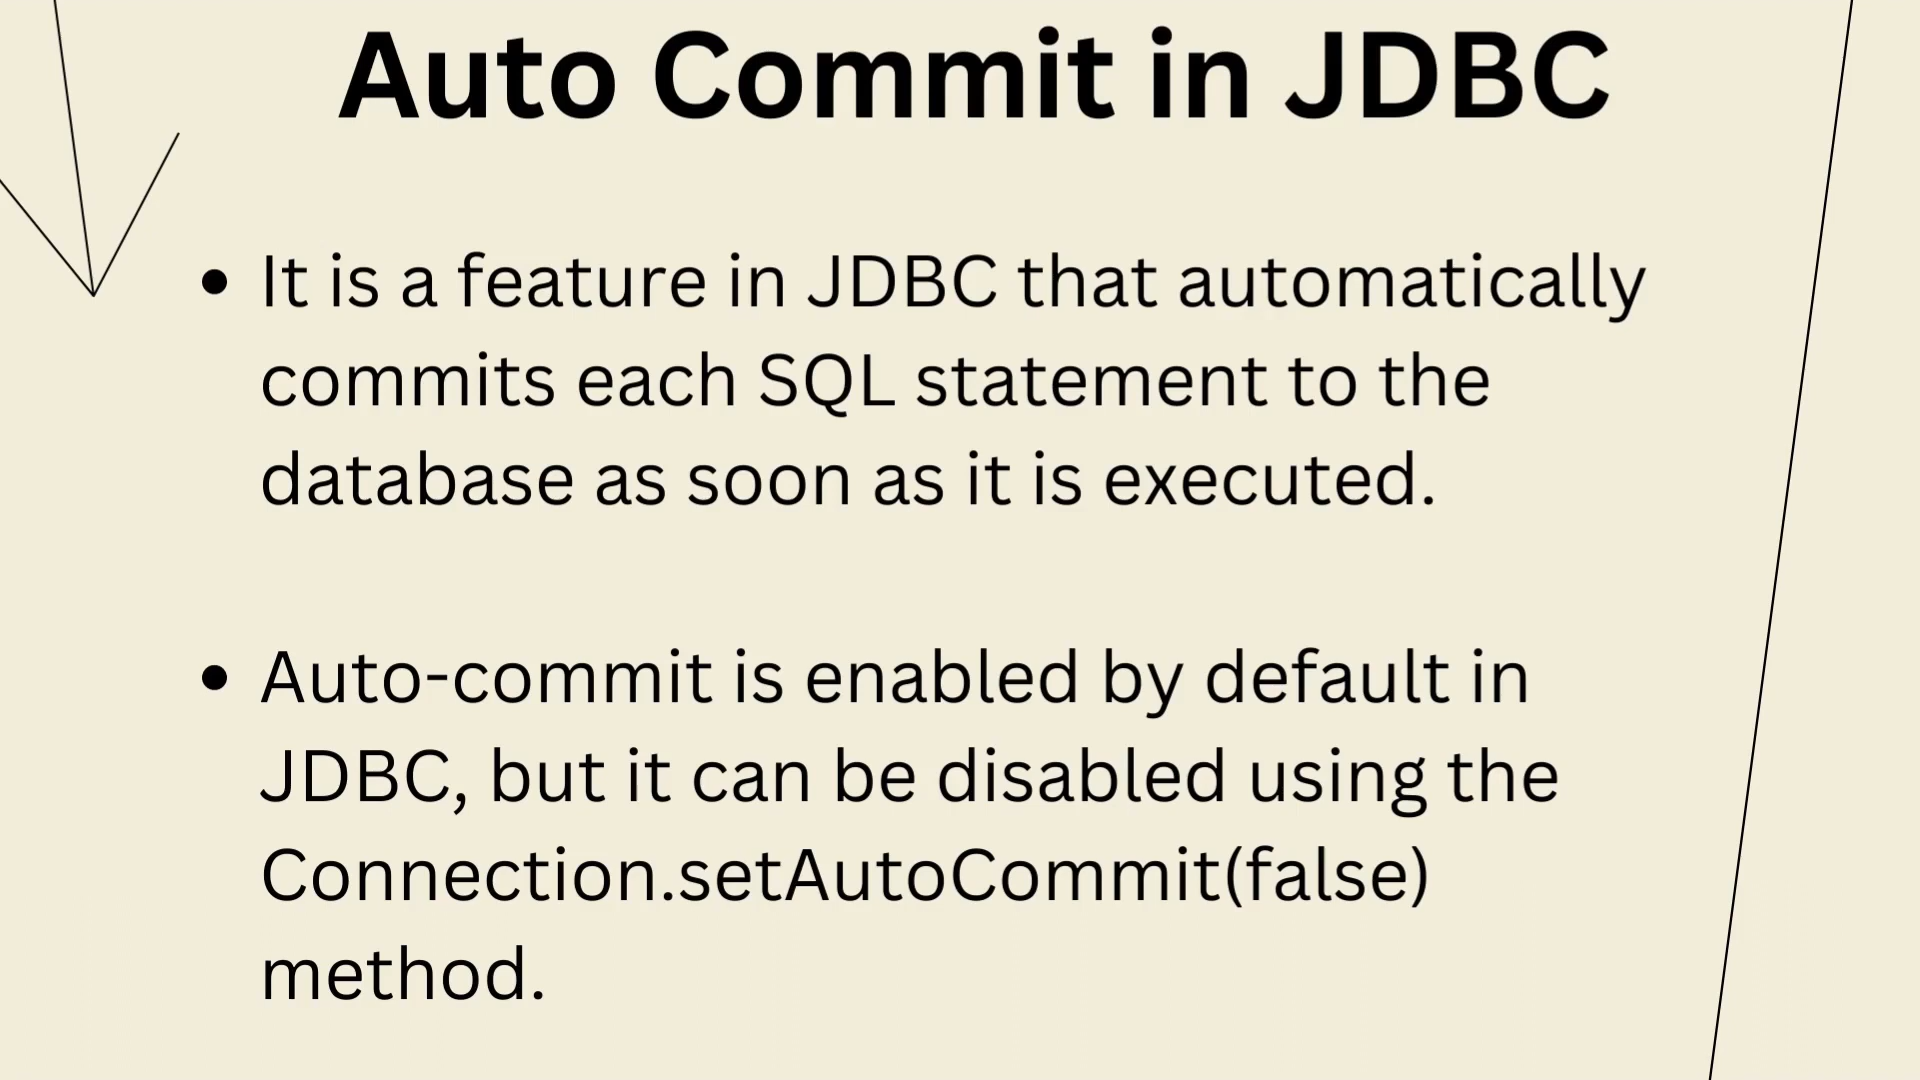 Auto Commit in JDBC
• It is a feature in JDBC that automatically
commits each SQL statement to the
database as soon as it is executed.
• Auto-commit is enabled by default in
JDBC, but it can be disabled using the
Connection.setAutoCommit(false)
method.